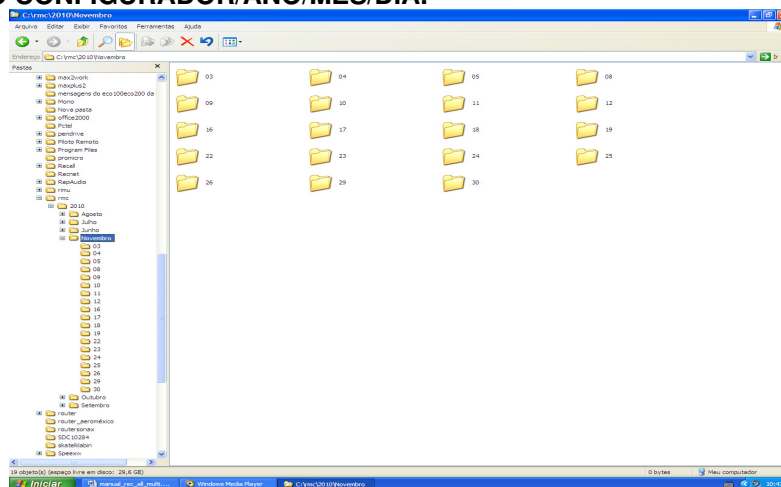 CONFIGURADOR/ANO/MÊS/DIA.
C:\rmc\2010\Novembro
Arquivo Editar Exibir Favoritos Ferramentas Ajuda
Endereço C:\rmc\2010\Novembro Ir
Pastas
max2work
maxplus2
mensagens do eco100eco200 da
Mono
Nova pasta
office2000
Pctel
pendrive
Piloto Remoto
Program Files
promicro
Recall
Recnet
RepAudio
rimu
rmc
2010
Agosto
Julho
Junho
Novembro
03
04
05
08
09
10
11
12
16
17
18
19
22
23
24
25
26
29
30
Outubro
Setembro
router
router_aeroméxico
routersonax
SDC10284
skatelklabin
Speexw
03 04 05 08
09 10 11 12
16 17 18 19
22 23 24 25
26 29 30
19 objeto(s) (espaço livre em disco: 29,6 GB) 0 bytes Meu computador
Iniciar manual_rec_all_mult.... Windows Media Player C:\rmc\2010\Novembro